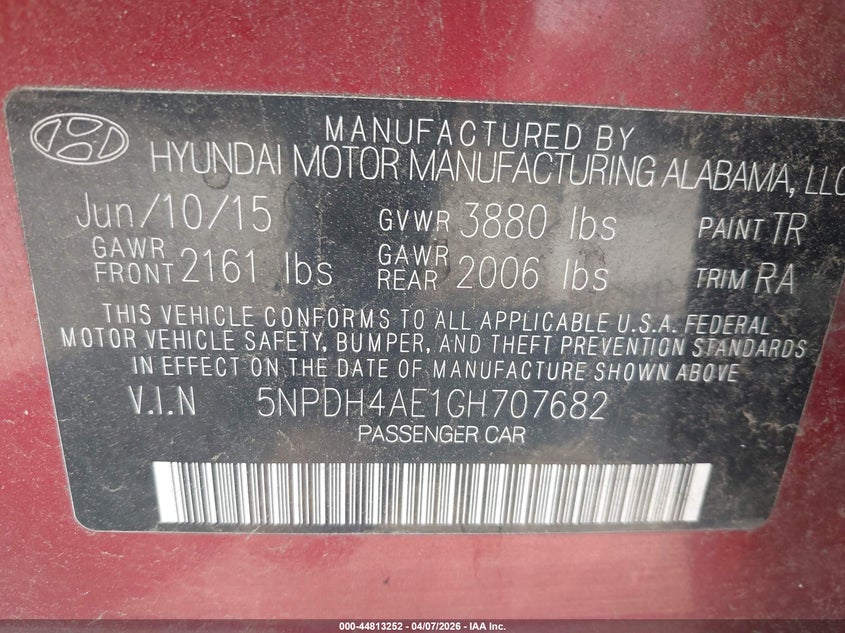 MANUFACTURED BY
HYUNDAI MOTOR MANUFACTURING ALABAMA, LLC
Jun/10/15 GVWR 3880 lbs PAINT TR
GAWR FRONT 2161 lbs GAWR REAR 2006 lbs TRIM RA
THIS VEHICLE CONFORMS TO ALL APPLICABLE U.S.A. FEDERAL
MOTOR VEHICLE SAFETY, BUMPER, AND THEFT PREVENTION STANDARDS
IN EFFECT ON THE DATE OF MANUFACTURE SHOWN ABOVE
V.I.N 5NPDH4AE1GH707682
PASSENGER CAR
000-44813252 - 04/07/2026 - IAA Inc.